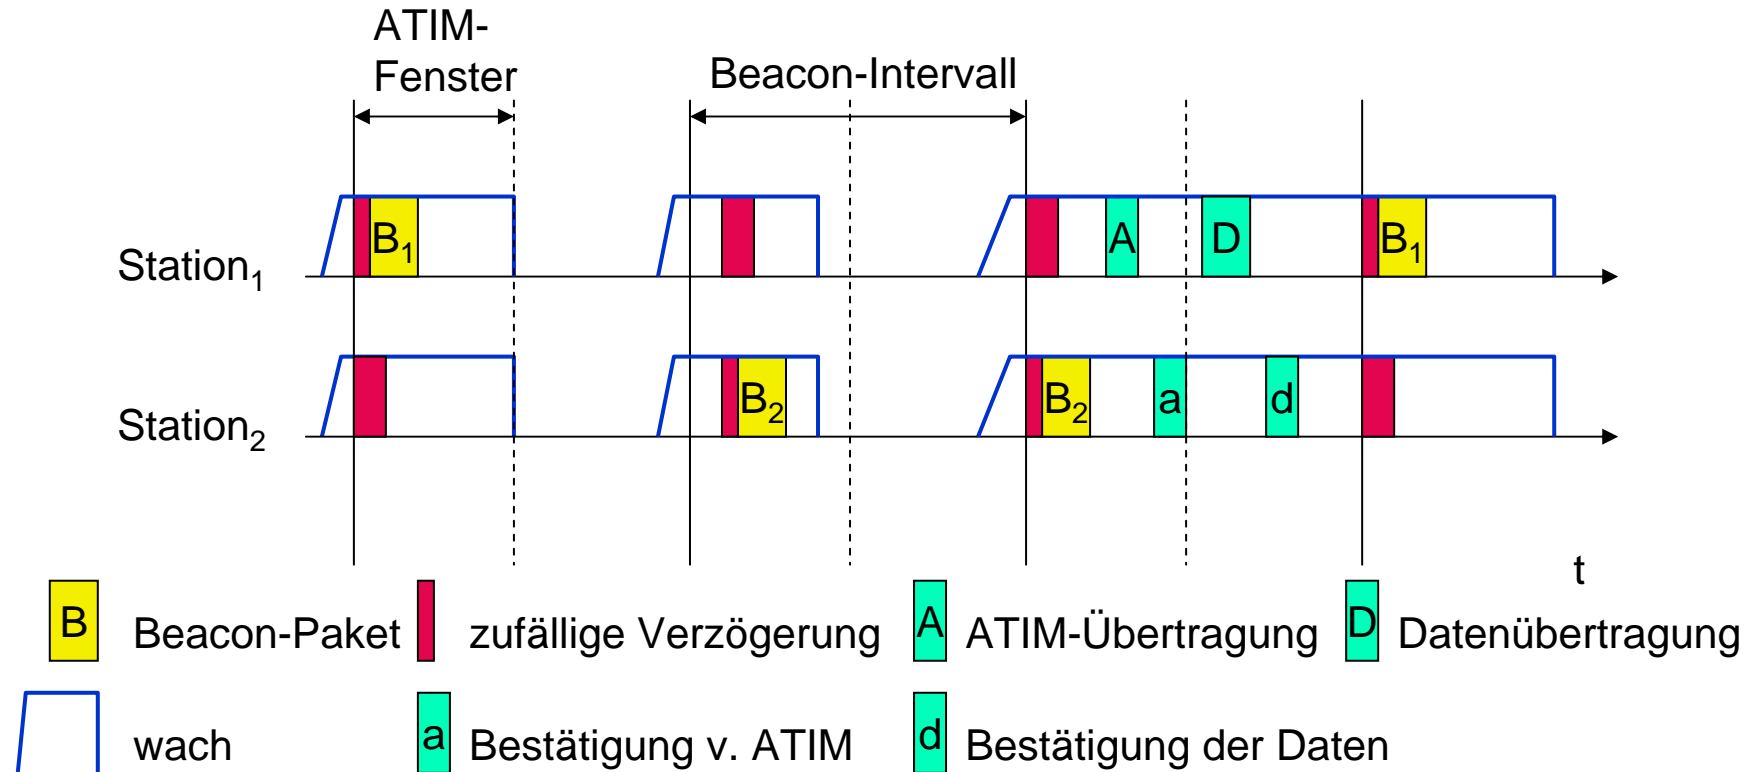 ATIM-
Fenster
Beacon-Intervall
Station₁
B₁
A
D
B₁
Station₂
B₂
B₂
a
d
t
B Beacon-Paket
zufällige Verzögerung
A ATIM-Übertragung
D Datenübertragung
wach
a Bestätigung v. ATIM
d Bestätigung der Daten